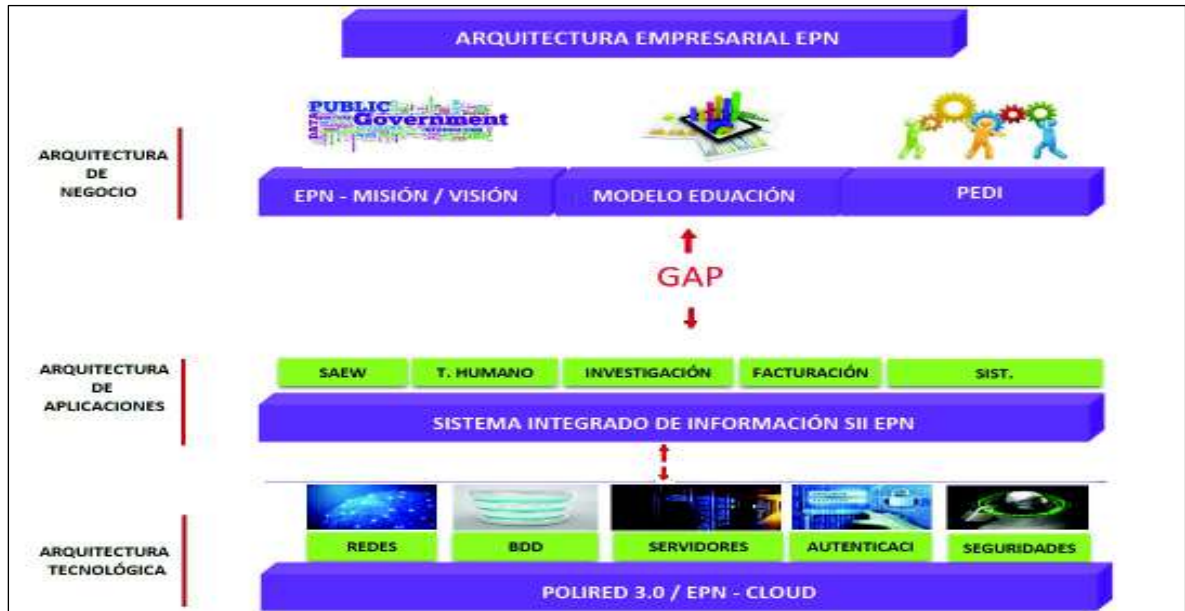 ARQUITECTURA EMPRESARIAL EPN
PUBLIC
Government
DATA
ARQUITECTURA
DE
NEGOCIO
EPN - MISIÓN / VISIÓN
MODELO EDUACIÓN
PEDI
GAP
ARQUITECTURA
DE
APLICACIONES
SAEW
T. HUMANO
INVESTIGACIÓN
FACTURACIÓN
SIST.
SISTEMA INTEGRADO DE INFORMACIÓN SII EPN
ARQUITECTURA
TECNOLÓGICA
REDES
BDD
SERVIDORES
AUTENTICACI
SEGURIDADES
POLIRED 3.0 / EPN - CLOUD